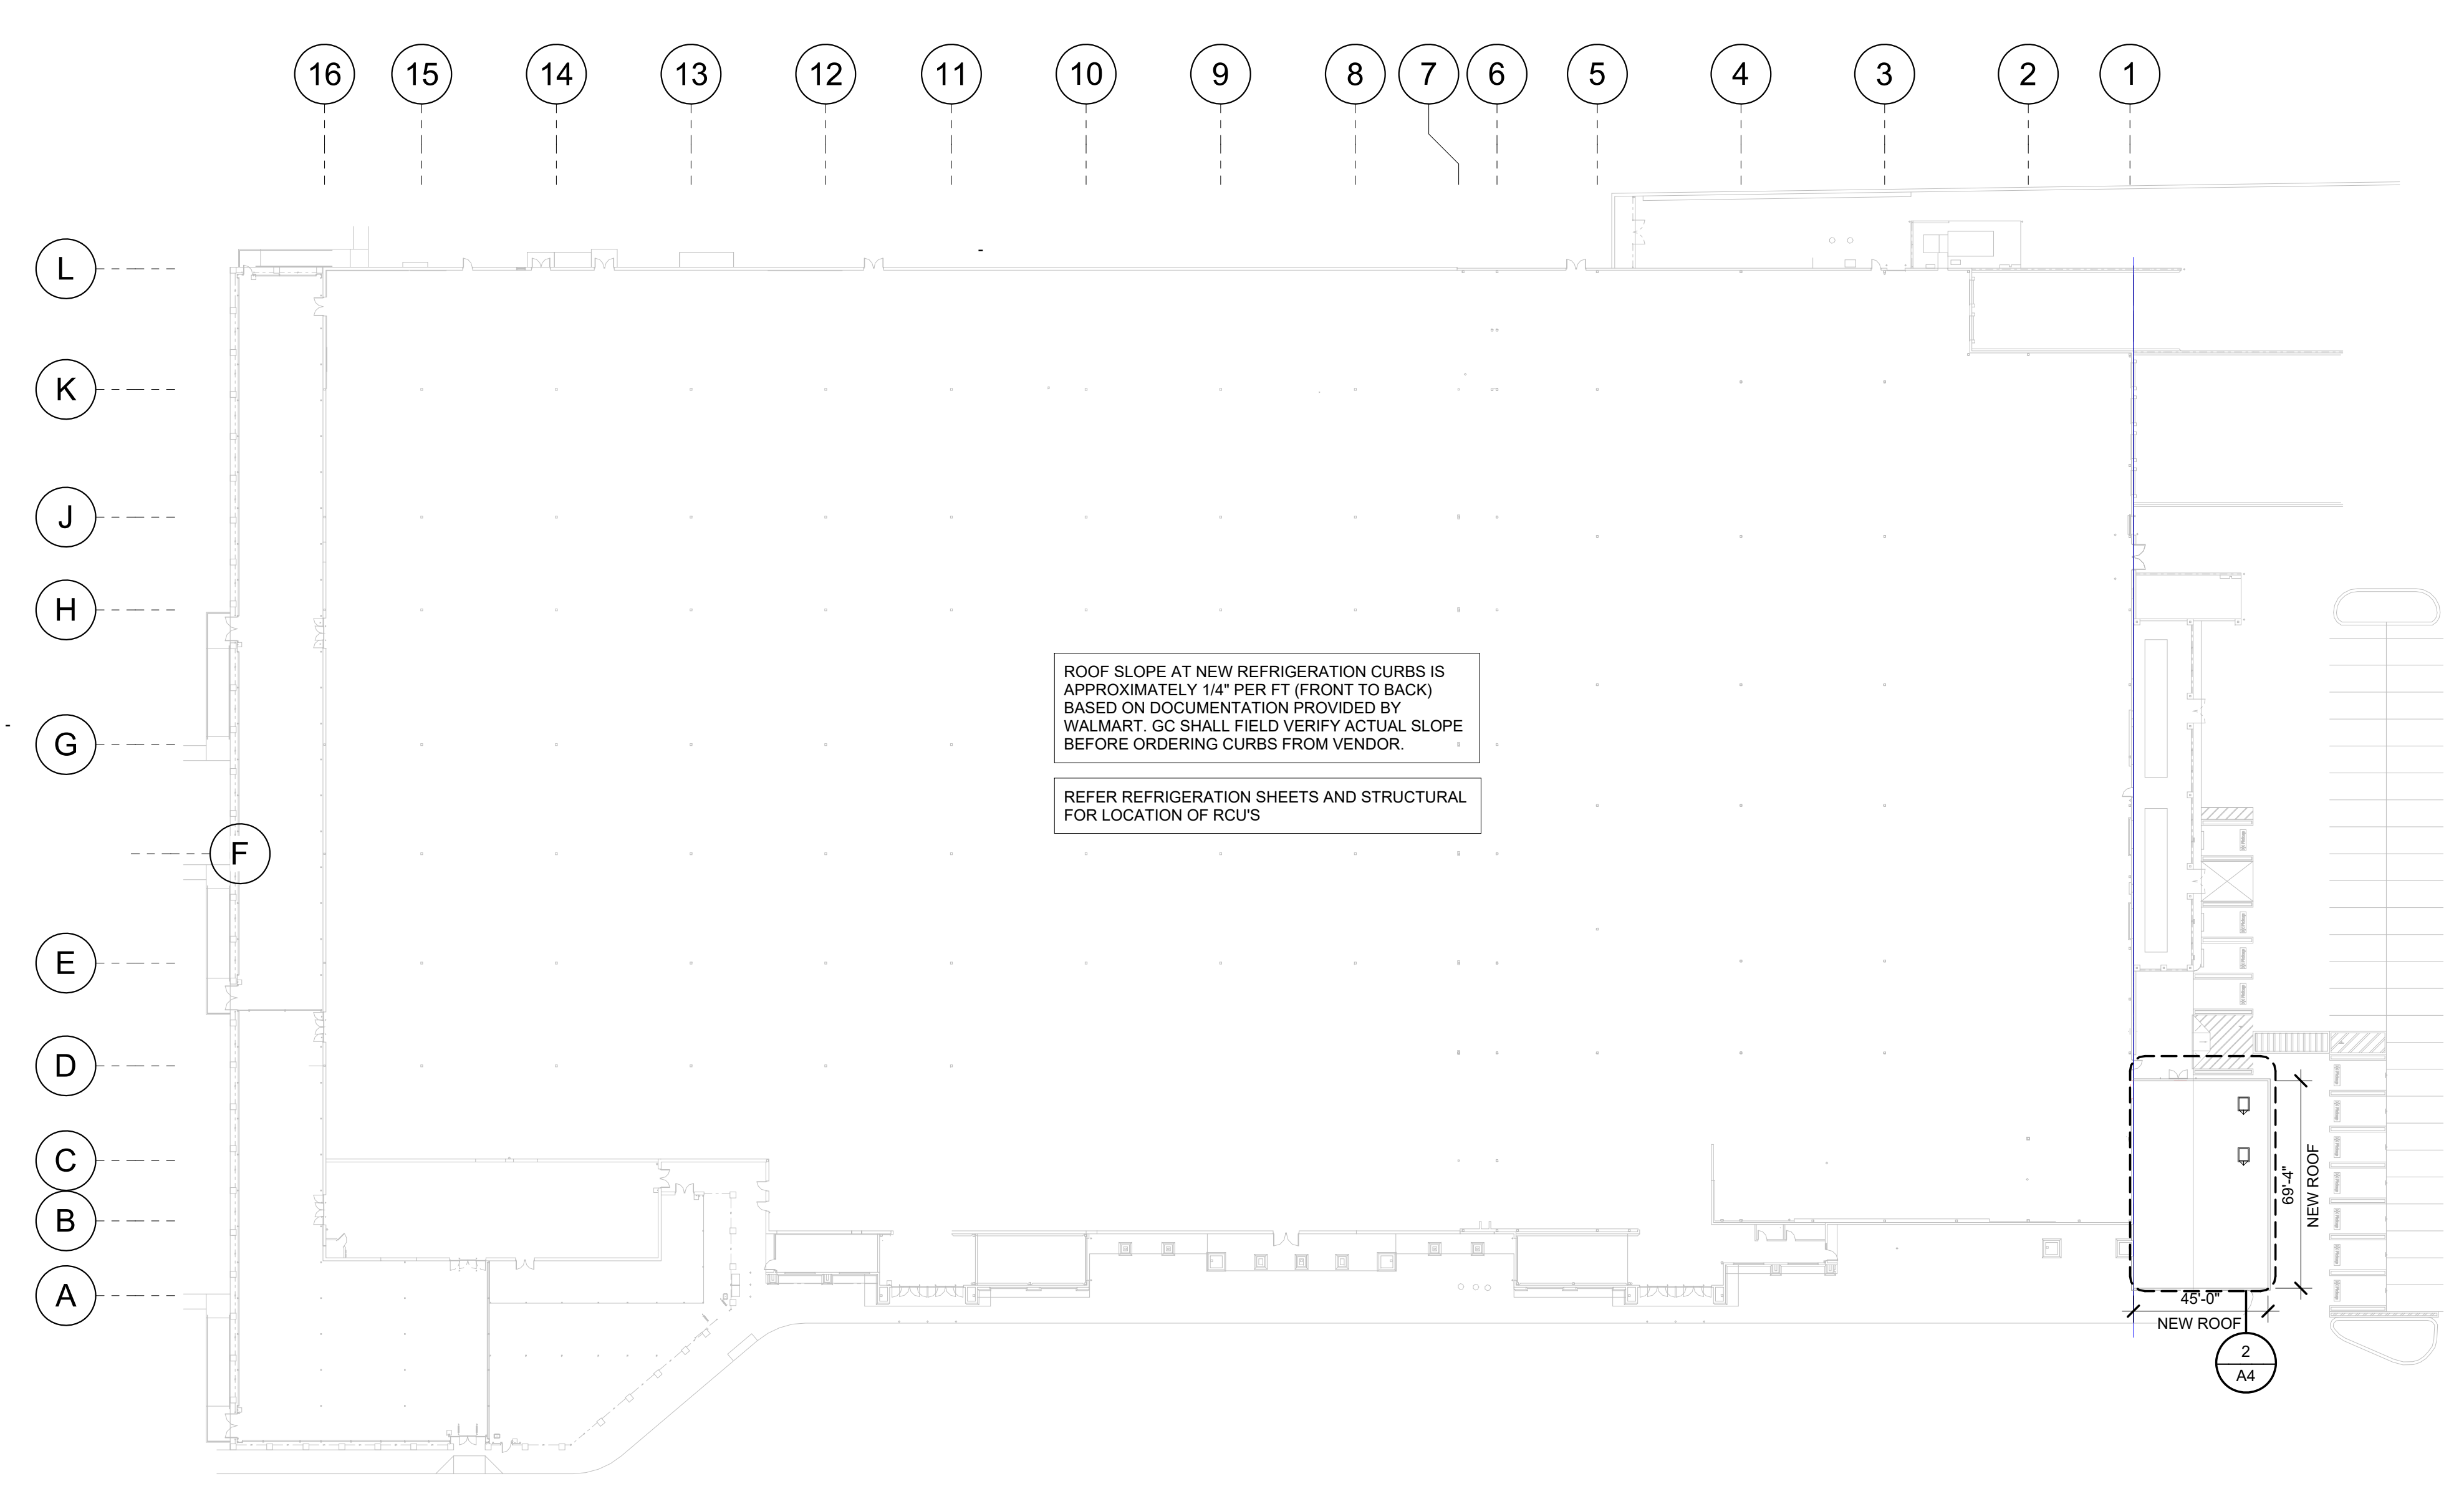 16 15 14 13 12 11 10 9 8 7 6 5 4 3 2 1
L
K
J
H
G
F
E
D
C
B
A
ROOF SLOPE AT NEW REFRIGERATION CURBS IS
APPROXIMATELY 1/4" PER FT (FRONT TO BACK)
BASED ON DOCUMENTATION PROVIDED BY
WALMART. GC SHALL FIELD VERIFY ACTUAL SLOPE
BEFORE ORDERING CURBS FROM VENDOR.
REFER REFRIGERATION SHEETS AND STRUCTURAL
FOR LOCATION OF RCU'S
69'-4"
NEW ROOF
45'-0"
NEW ROOF
2
A4